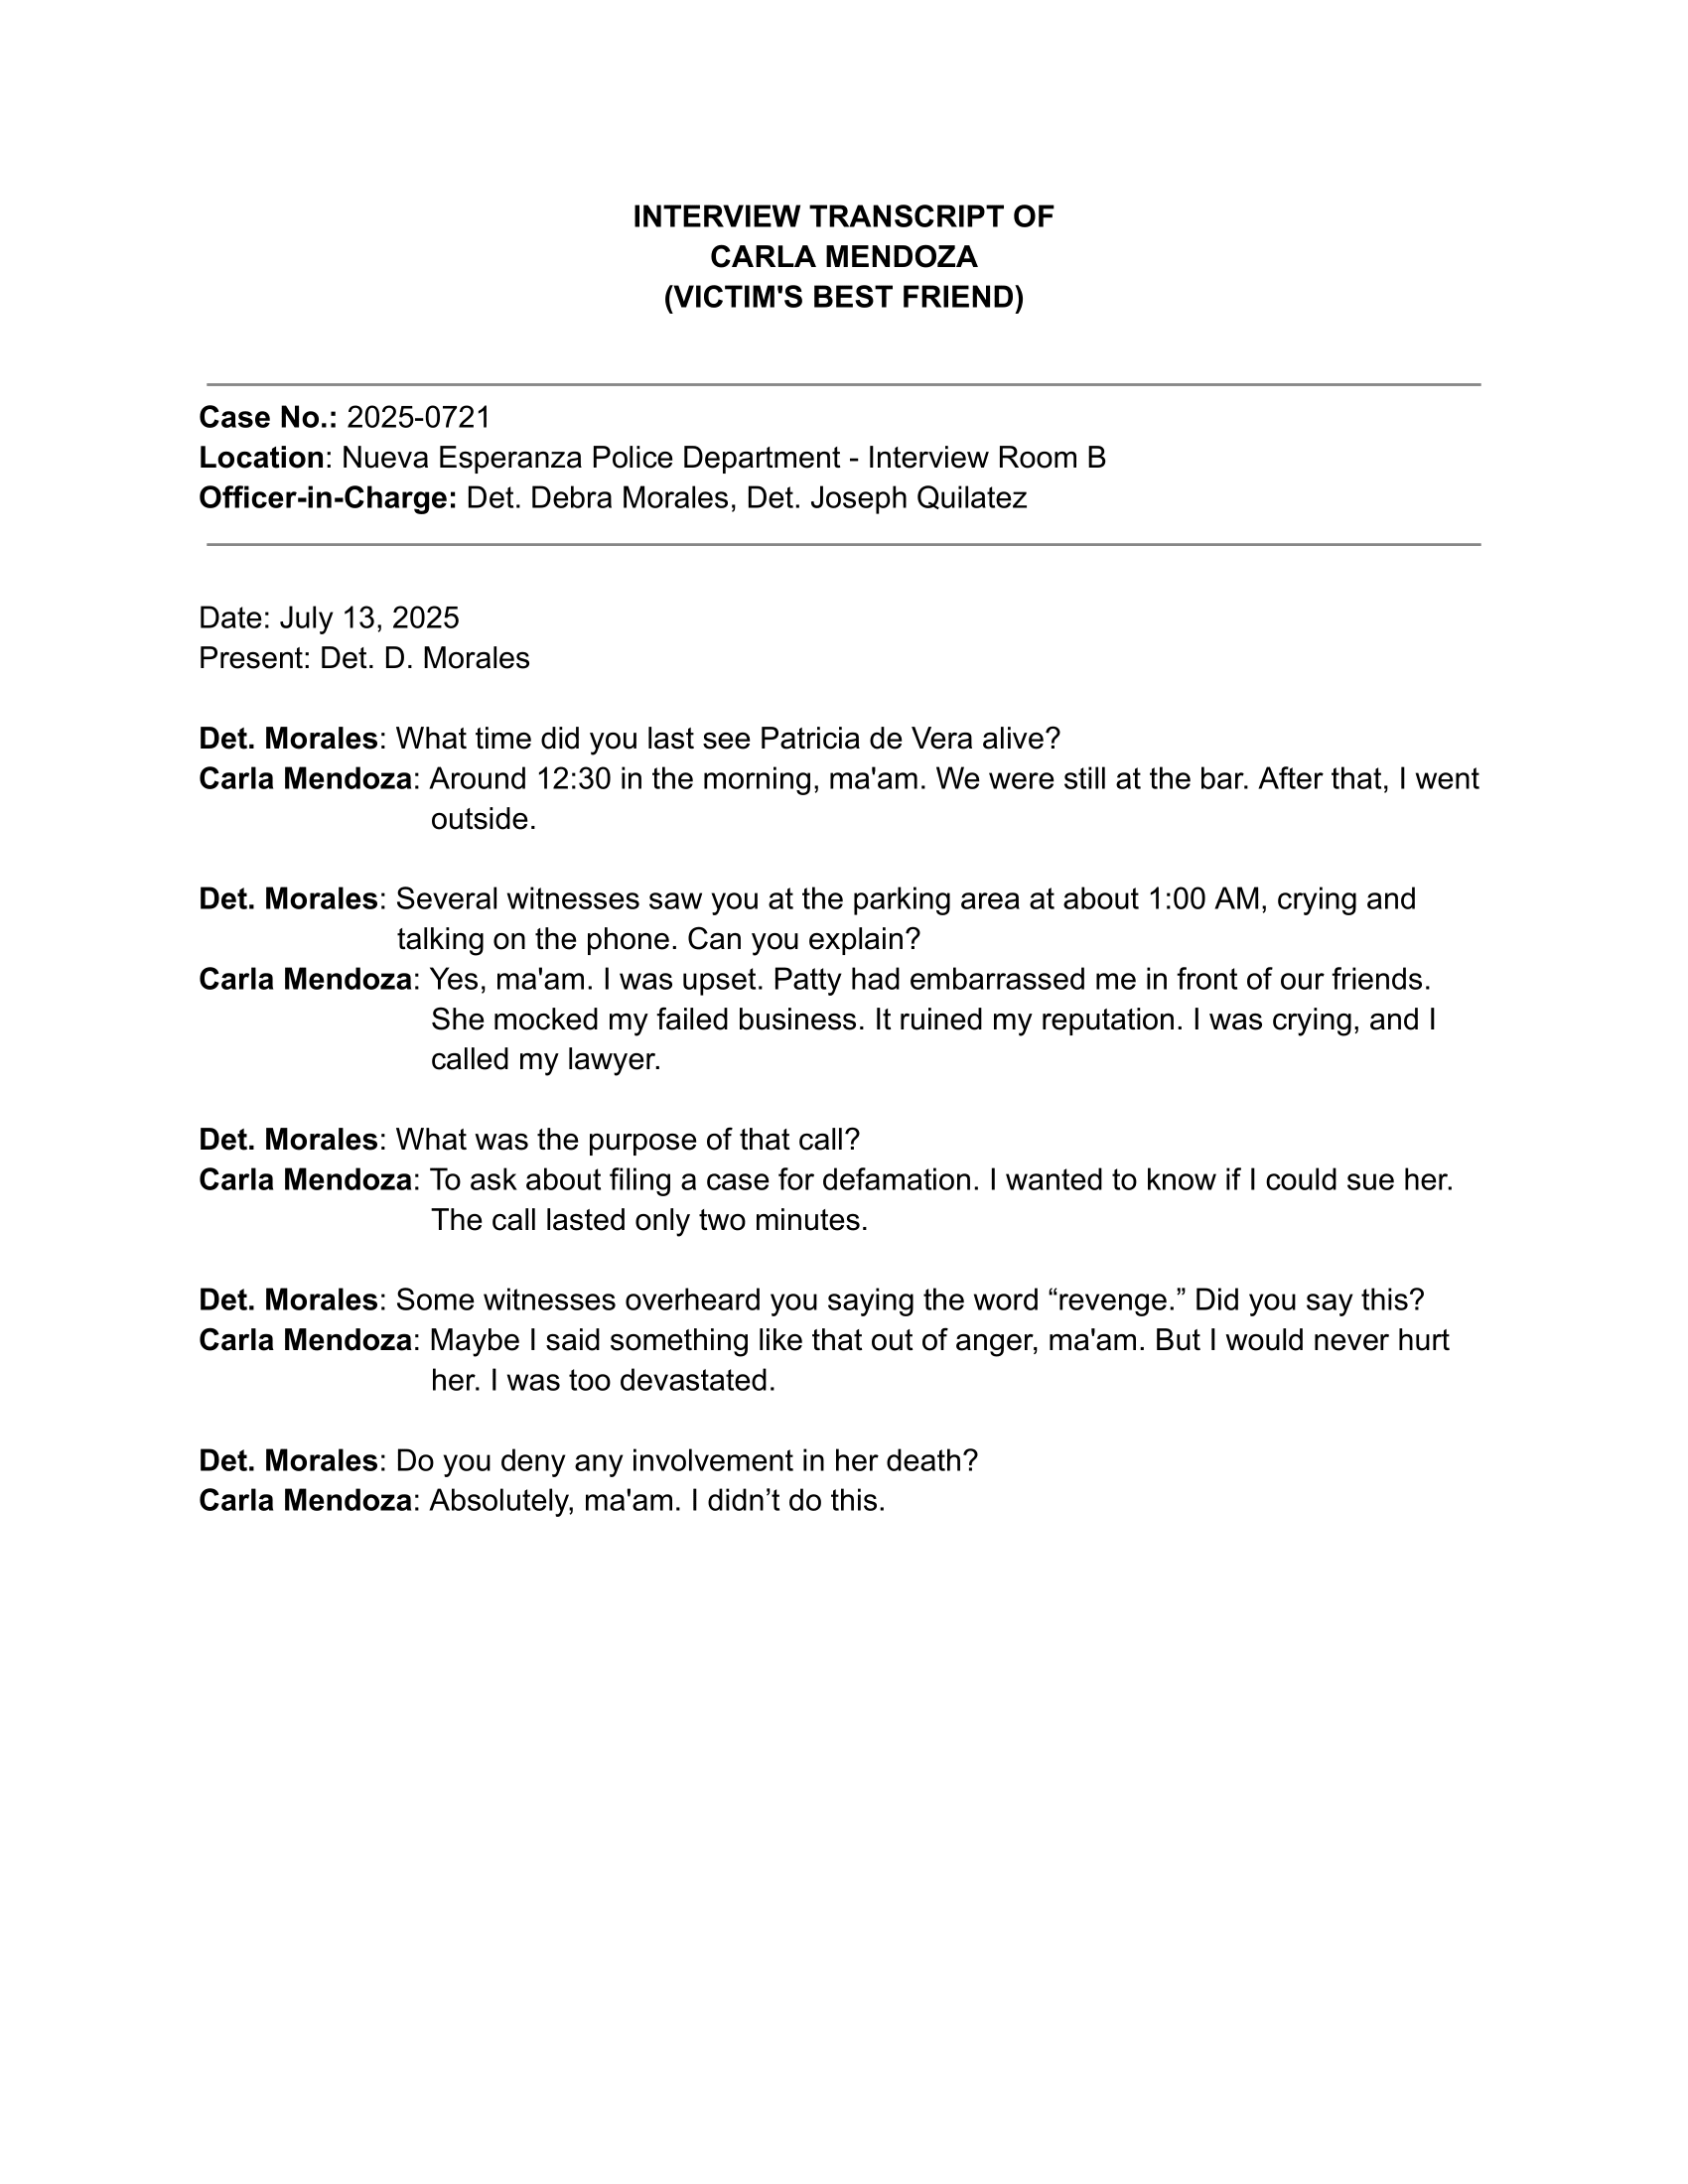 INTERVIEW TRANSCRIPT OF
CARLA MENDOZA
(VICTIM'S BEST FRIEND)
Case No.: 2025-0721
Location: Nueva Esperanza Police Department - Interview Room B
Officer-in-Charge: Det. Debra Morales, Det. Joseph Quilatez
Date: July 13, 2025
Present: Det. D. Morales
Det. Morales: What time did you last see Patricia de Vera alive?
Carla Mendoza: Around 12:30 in the morning, ma'am. We were still at the bar. After that, I went
outside.
Det. Morales: Several witnesses saw you at the parking area at about 1:00 AM, crying and
talking on the phone. Can you explain?
Carla Mendoza: Yes, ma'am. I was upset. Patty had embarrassed me in front of our friends.
She mocked my failed business. It ruined my reputation. I was crying, and I
called my lawyer.
Det. Morales: What was the purpose of that call?
Carla Mendoza: To ask about filing a case for defamation. I wanted to know if I could sue her.
The call lasted only two minutes.
Det. Morales: Some witnesses overheard you saying the word “revenge.” Did you say this?
Carla Mendoza: Maybe I said something like that out of anger, ma'am. But I would never hurt
her. I was too devastated.
Det. Morales: Do you deny any involvement in her death?
Carla Mendoza: Absolutely, ma'am. I didn’t do this.